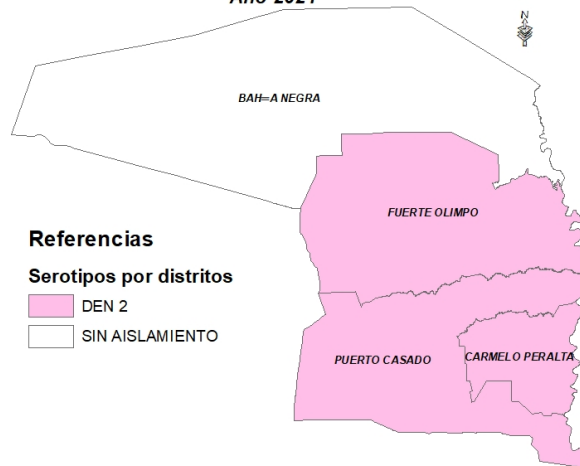 Año 2021
N
BAH=A NEGRA
FUERTE OLIMPO
Referencias
Serotipos por distritos
DEN 2
SIN AISLAMIENTO
PUERTO CASADO
CARMELO PERALTA